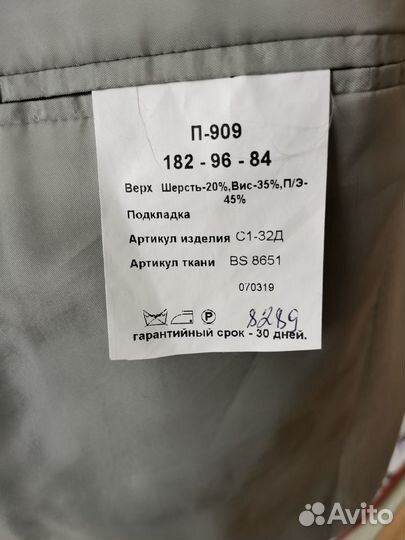 П-909
182 - 96 - 84
Верх Шерсть-20%,Вис-35%,П/Э-
45%
Подкладка
Артикул изделия С1-32Д
Артикул ткани BS 8651
070319
P 8289
гарантийный срок - 30 дней.
Avito